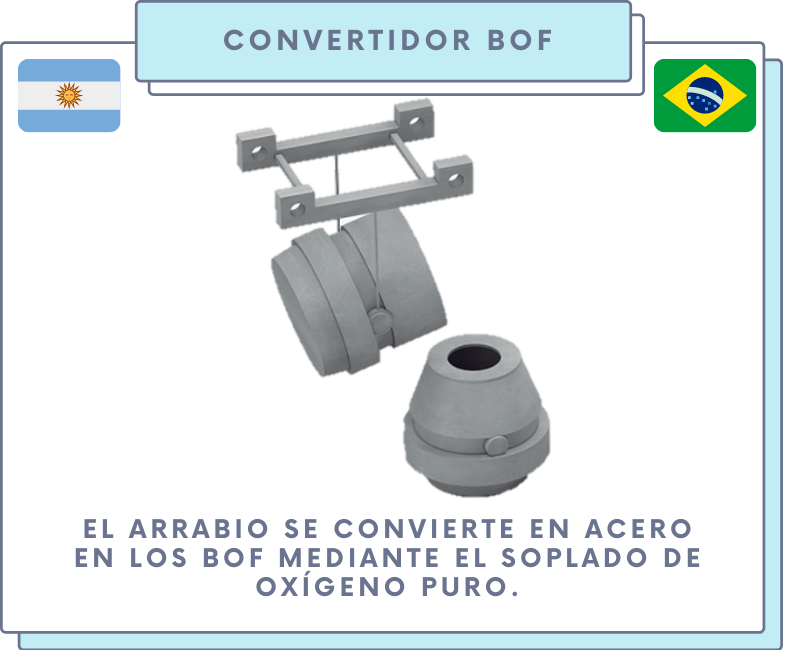 CONVERTIDOR BOF
EL ARRABIO SE CONVIERTE EN ACERO
EN LOS BOF MEDIANTE EL SOPLADO DE
OXÍGENO PURO.